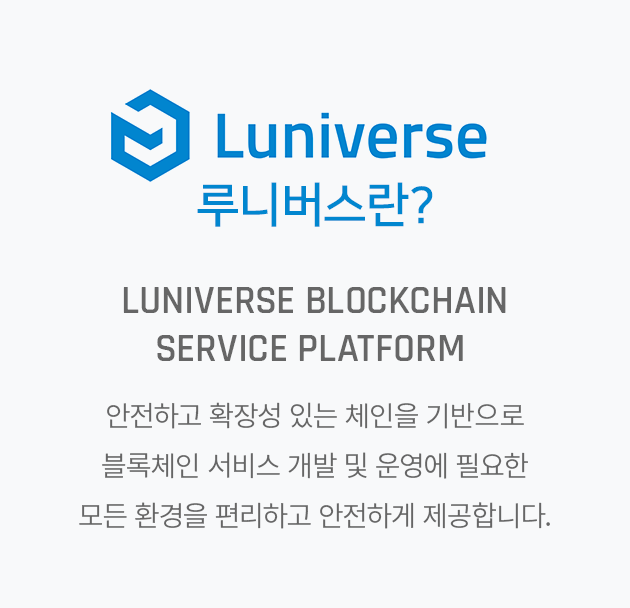 Luniverse
루니버스란?
LUNIVERSE BLOCKCHAIN
SERVICE PLATFORM
안전하고 확장성 있는 체인을 기반으로
블록체인 서비스 개발 및 운영에 필요한
모든 환경을 편리하고 안전하게 제공합니다.